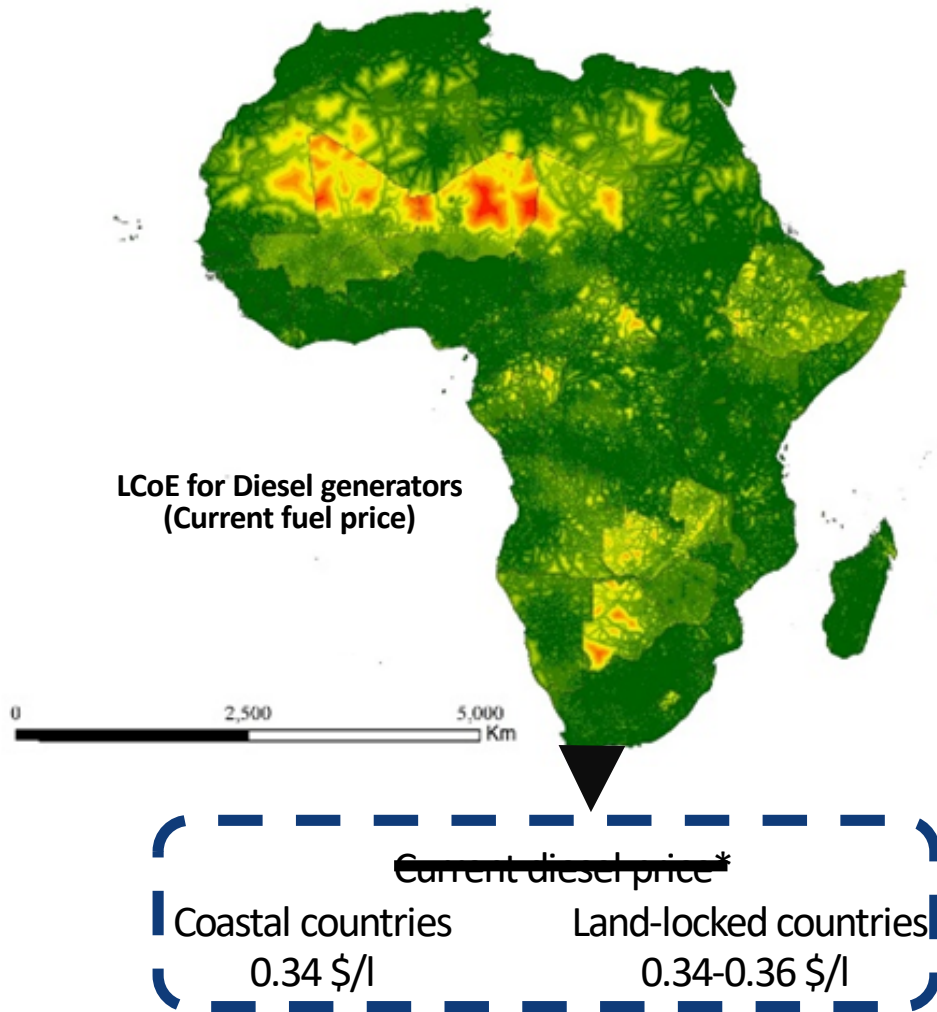 LCoE for Diesel generators
(Current fuel price)
0 2,500 5,000
Km
Current diesel price*
Coastal countries Land-locked countries
0.34 $/l 0.34-0.36 $/l